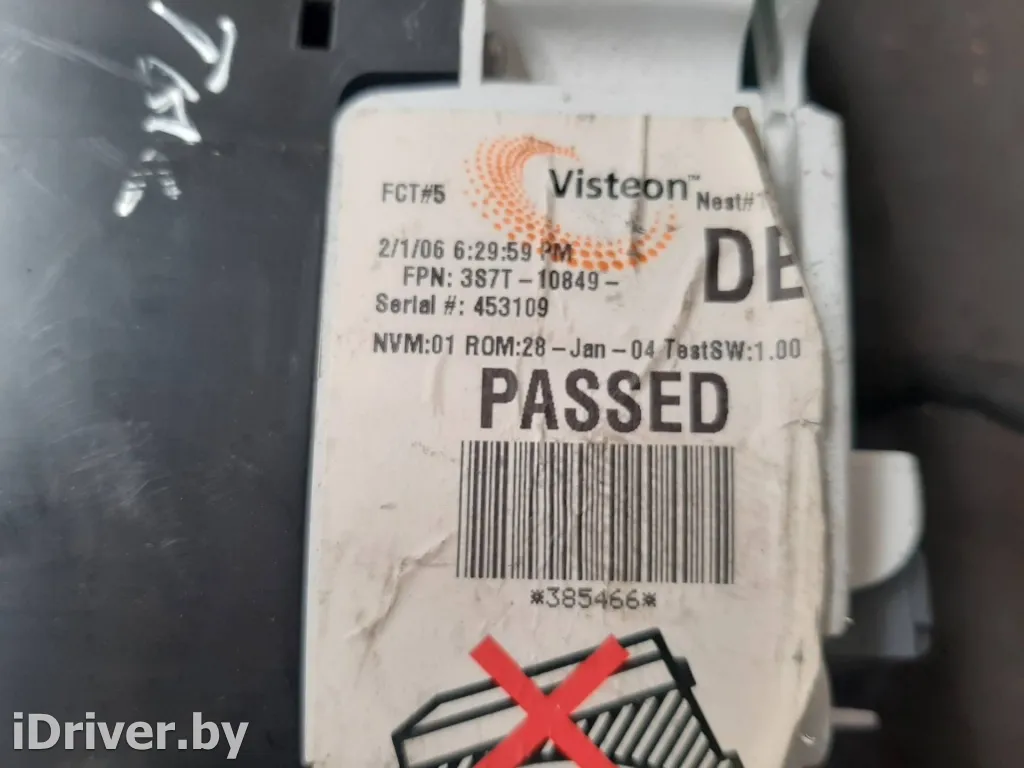 FCT#5
Visteon™
Nest#
2/1/06 6:29:59 PM
DE
FPN: 3S7T-10849-
Serial #: 453109
NVM:01 ROM:28-Jan-04 TestSW:1.00
PASSED
*385466*
iDriver.by